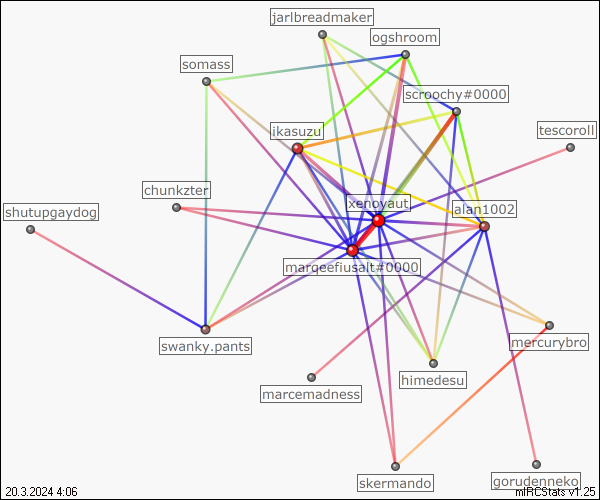 jarlbreadmaker
ogshroom
somass
scroochy#0000
ikasuzu
tescoroll
chunkzter
xenoyaut
shutupgaydog
alan1002
marqeefiusalt#0000
swanky.pants
mercurybro
himedesu
marcemadness
skermando
gorudenneko
20.3.2024 4:06
mIRCStats v1.25